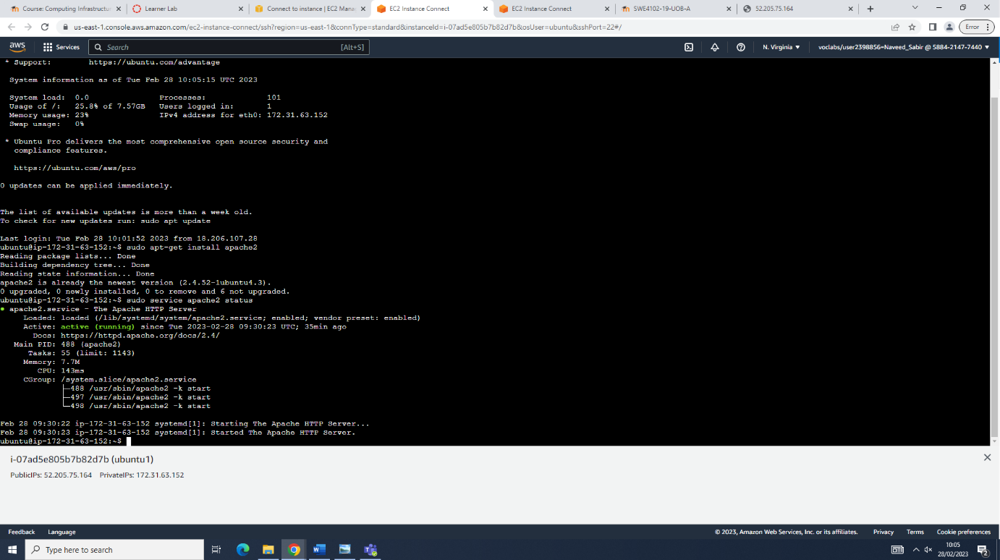 Course: Computing Infrastructu
Learner Lab
Connect to instance | EC2 Mana
EC2 Instance Connect
EC2 Instance Connect
SWE4102-19-UOB-A
52.205.75.164
us-east-1.console.aws.amazon.com/ec2-instance-connect/ssh?region=us-east-1&connType=standard&instanceId=i-07ad5e805b7b82d7b&osUser=ubuntu&sshPort=22#/
Error
aws
Services
Search
[Alt+S]
N. Virginia
voclabs/user2398856=Naveed_Sabir @ 5884-2147-7440
* Support: https://ubuntu.com/advantage
System information as of Tue Feb 28 10:05:15 UTC 2023
System load: 0.0 Processes: 101
Usage of /: 25.8% of 7.57GB Users logged in: 1
Memory usage: 23% IPv4 address for eth0: 172.31.63.152
Swap usage: 0%
* Ubuntu Pro delivers the most comprehensive open source security and
compliance features.
https://ubuntu.com/aws/pro
0 updates can be applied immediately.
The list of available updates is more than a week old.
To check for new updates run: sudo apt update
Last login: Tue Feb 28 10:01:52 2023 from 18.206.107.28
ubuntu@ip-172-31-63-152:~$ sudo apt-get install apache2
Reading package lists... Done
Building dependency tree... Done
Reading state information... Done
apache2 is already the newest version (2.4.52-1ubuntu4.3).
0 upgraded, 0 newly installed, 0 to remove and 6 not upgraded.
ubuntu@ip-172-31-63-152:~$ sudo service apache2 status
● apache2.service - The Apache HTTP Server
Loaded: loaded (/lib/systemd/system/apache2.service; enabled; vendor preset: enabled)
Active: active (running) since Tue 2023-02-28 09:30:23 UTC; 35min ago
Docs: https://httpd.apache.org/docs/2.4/
Main PID: 488 (apache2)
Tasks: 55 (limit: 1143)
Memory: 7.7M
CPU: 143ms
CGroup: /system.slice/apache2.service
├─488 /usr/sbin/apache2 -k start
├─497 /usr/sbin/apache2 -k start
└─498 /usr/sbin/apache2 -k start
Feb 28 09:30:22 ip-172-31-63-152 systemd[1]: Starting The Apache HTTP Server...
Feb 28 09:30:23 ip-172-31-63-152 systemd[1]: Started The Apache HTTP Server.
ubuntu@ip-172-31-63-152:~$
i-07ad5e805b7b82d7b (ubuntu1)
PublicIPs: 52.205.75.164 PrivateIPs: 172.31.63.152
Feedback Language
© 2023, Amazon Web Services, Inc. or its affiliates. Privacy Terms Cookie preferences
Type here to search
10:05
28/02/2023
2